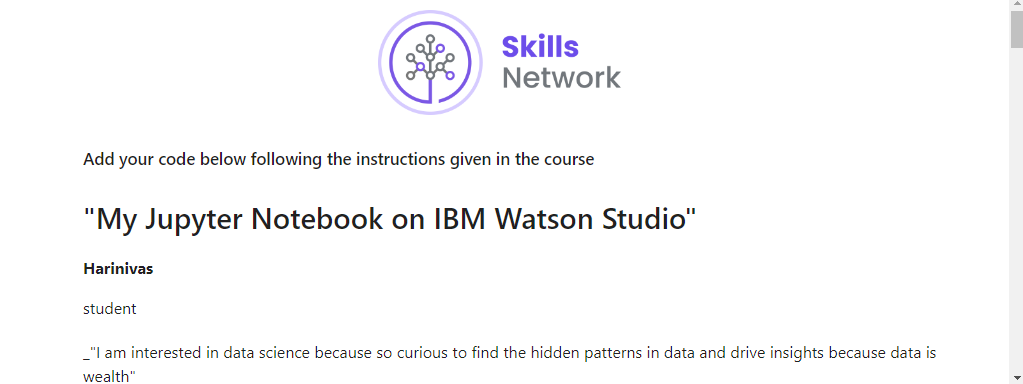 Skills
Network
Add your code below following the instructions given in the course
"My Jupyter Notebook on IBM Watson Studio"
Harinivas
student
_"I am interested in data science because so curious to find the hidden patterns in data and drive insights because data is
wealth"